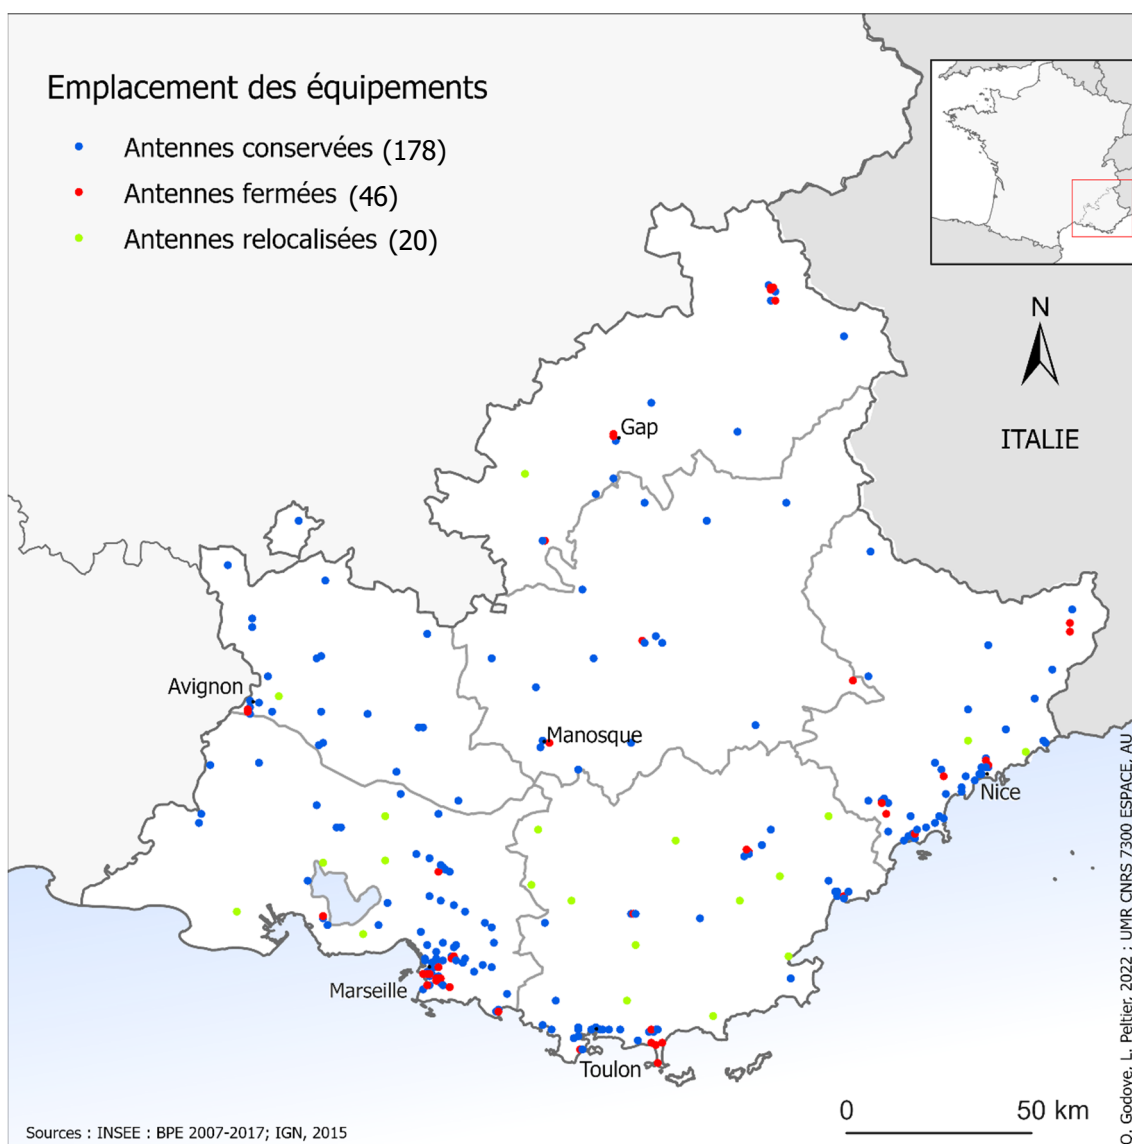 Emplacement des équipements
Antennes conservées (178)
Antennes fermées (46)
Antennes relocalisées (20)
N
ITALIE
Gap
Avignon
Manosque
Nice
Marseille
Toulon
0 50 km
Sources : INSEE : BPE 2007-2017; IGN, 2015
O. Godoye, L. Peltier, 2022 : UMR CNRS 7300 ESPACE, AU